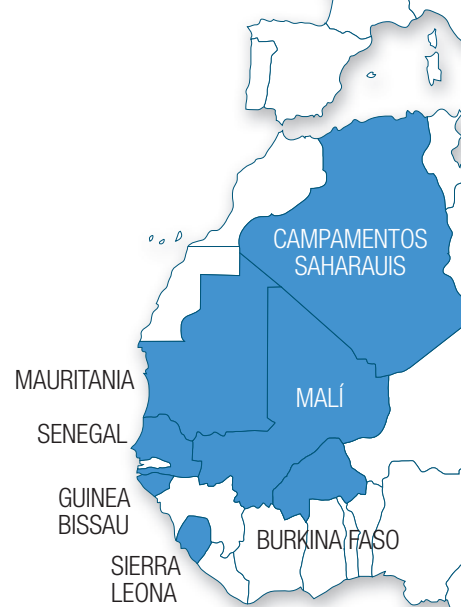 CAMPAMENTOS
SAHARAUIS
MAURITANIA
MALÍ
SENEGAL
GUINEA
BISSAU
BURKINA FASO
SIERRA
LEONA